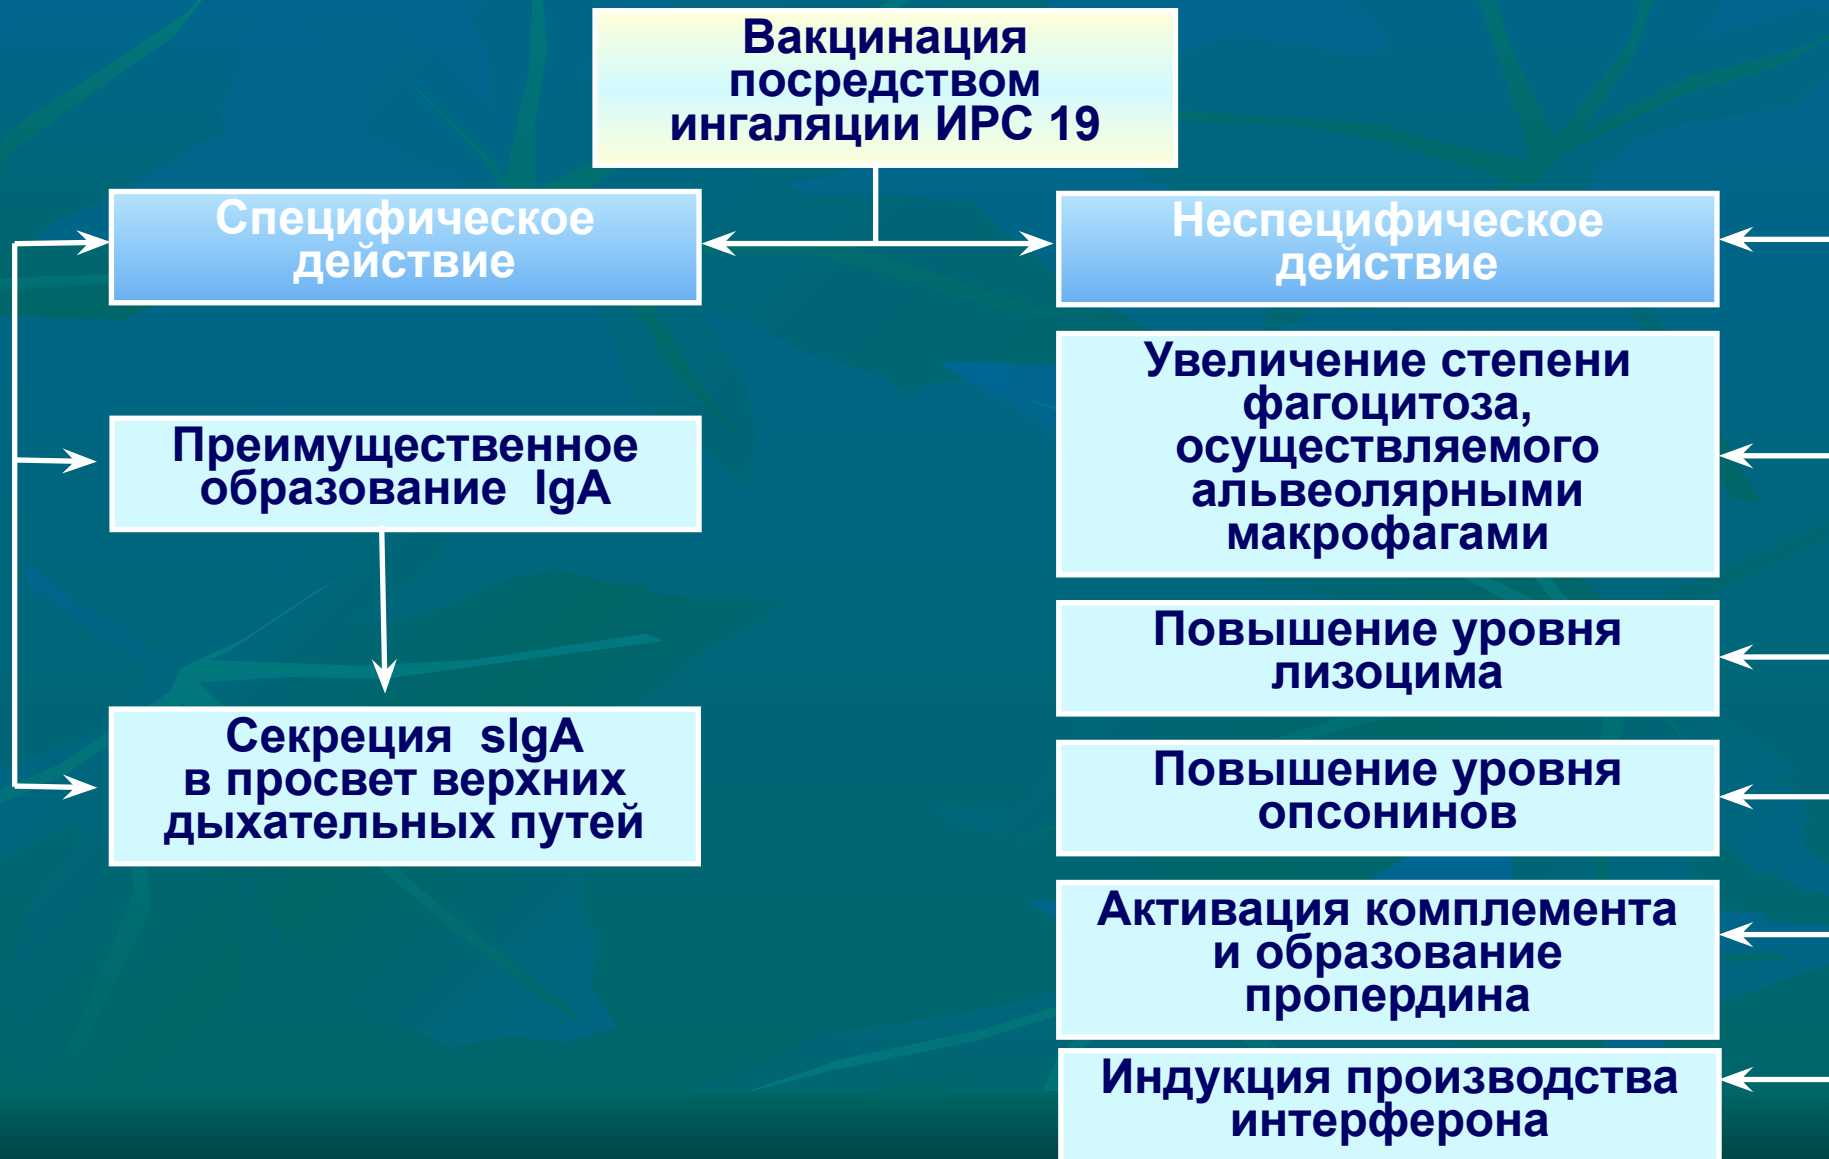 Вакцинация
посредством
ингаляции ИРС 19
Специфическое
действие
Преимущественное
образование IgA
Секреция sIgA
в просвет верхних
дыхательных путей
Неспецифическое
действие
Увеличение степени
фагоцитоза,
осуществляемого
альвеолярными
макрофагами
Повышение уровня
лизоцима
Повышение уровня
опсонинов
Активация комплемента
и образование
пропердина
Индукция производства
интерферона